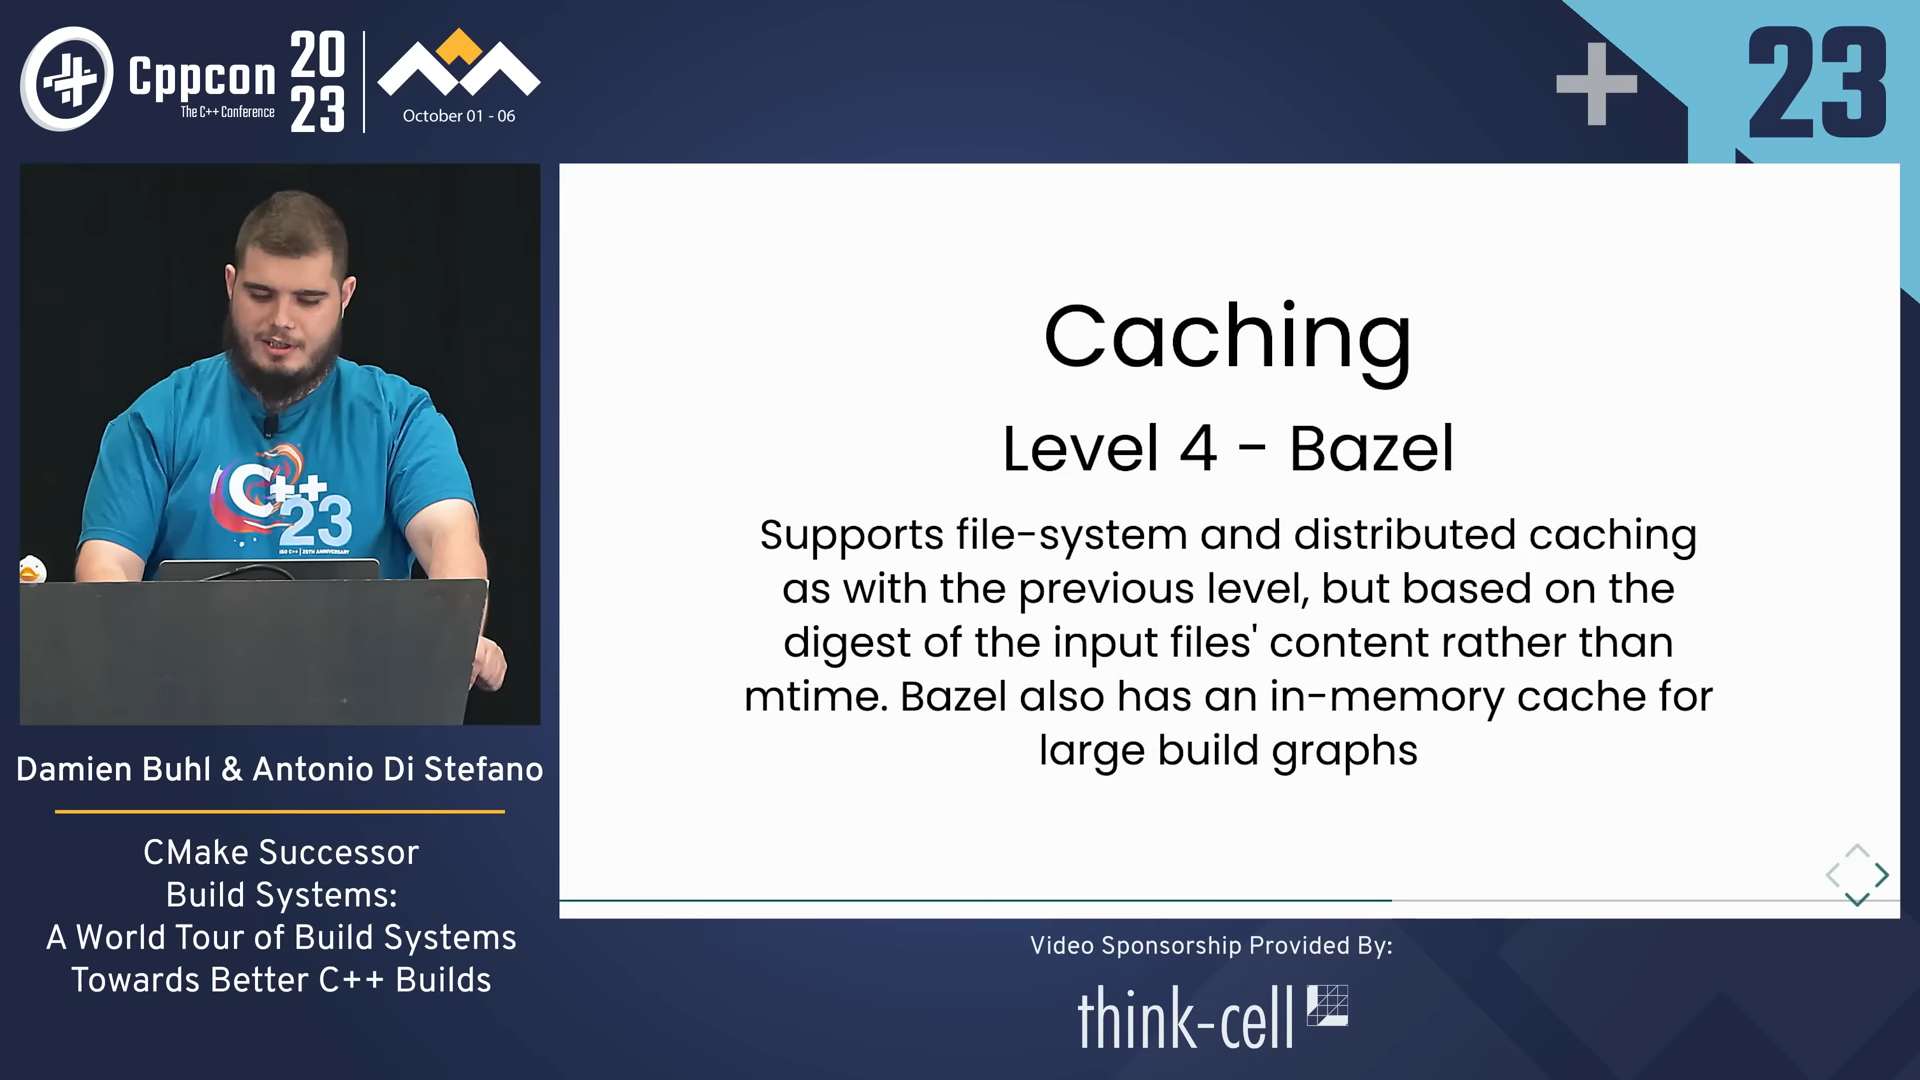 Cppcon
The C++ Conference
20
23
October 01 - 06
23
Caching
Level 4 - Bazel
Supports file-system and distributed caching
as with the previous level, but based on the
digest of the input files' content rather than
mtime. Bazel also has an in-memory cache for
large build graphs
C++
23
ISO C++ | 25TH ANNIVERSARY
Damien Buhl & Antonio Di Stefano
CMake Successor
Build Systems:
A World Tour of Build Systems
Towards Better C++ Builds
Video Sponsorship Provided By:
think-cell